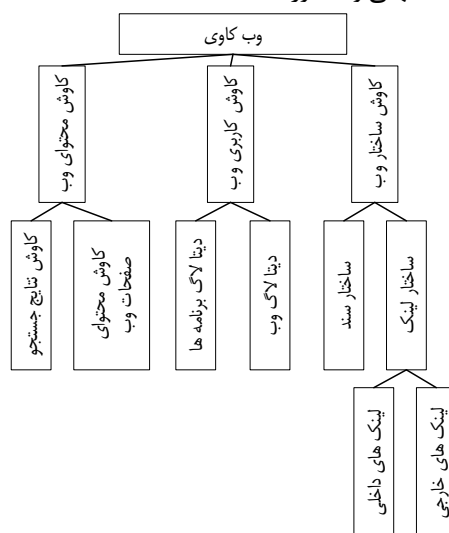 وب کاوی
کاوش ساختار وب
کاوش کاربری وب
کاوش محتوای وب
ساختار لینک
ساختار سند
دیتا لاگ وب
دیتا لاگ برنامه ها
کاوش محتوای
صفحات وب
کاوش نتایج جستجو
لینک های خارجی
لینک های داخلی